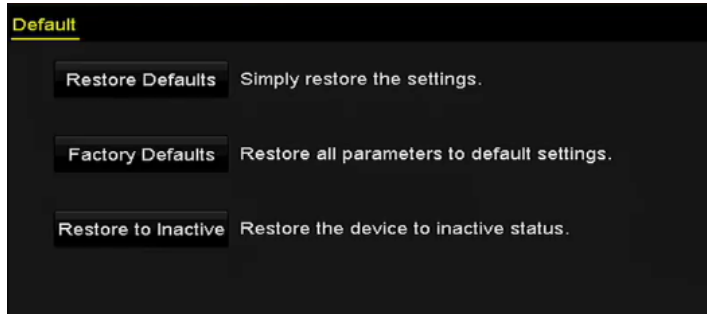 Default
Restore Defaults Simply restore the settings.
Factory Defaults Restore all parameters to default settings.
Restore to Inactive Restore the device to inactive status.